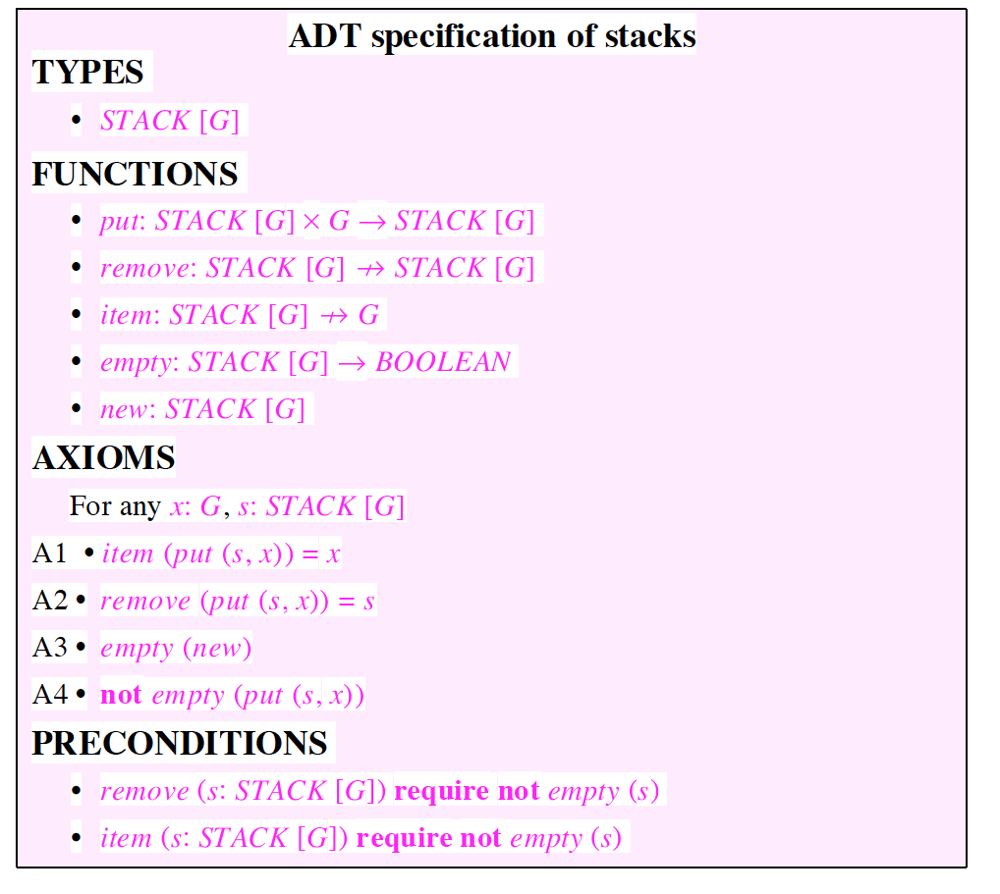 ADT specification of stacks
TYPES
• STACK [G]
FUNCTIONS
• put: STACK [G] × G → STACK [G]
• remove: STACK [G] ↛ STACK [G]
• item: STACK [G] ↛ G
• empty: STACK [G] → BOOLEAN
• new: STACK [G]
AXIOMS
For any x: G, s: STACK [G]
A1 • item (put (s, x)) = x
A2 • remove (put (s, x)) = s
A3 • empty (new)
A4 • not empty (put (s, x))
PRECONDITIONS
• remove (s: STACK [G]) require not empty (s)
• item (s: STACK [G]) require not empty (s)